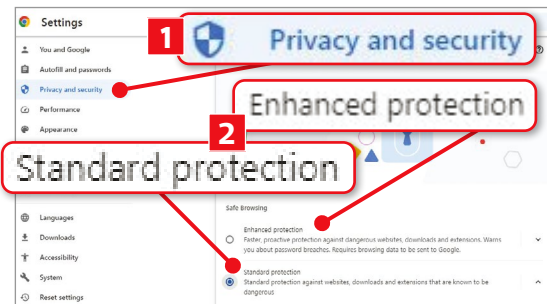 Settings
1 Privacy and security
You and Google
Autofill and passwords
Privacy and security
Performance
Appearance
Enhanced protection
2
Standard protection
Languages
Downloads
Accessibility
System
Reset settings
Safe Browsing
Enhanced protection
Faster, proactive protection against dangerous websites, downloads and extensions. Warns
you about password breaches. Requires browsing data to be sent to Google.
Standard protection
Standard protection against websites, downloads and extensions that are known to be
dangerous